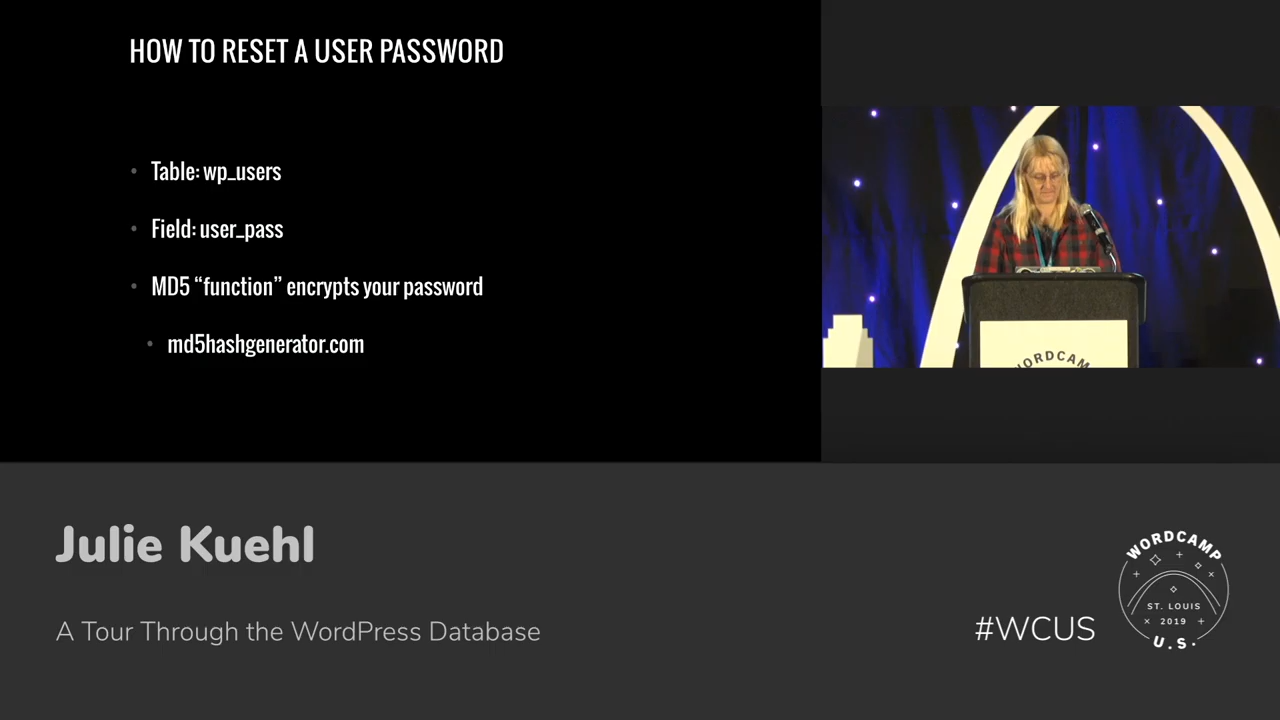 HOW TO RESET A USER PASSWORD
• Table: wp_users
• Field: user_pass
• MD5 “function” encrypts your password
• md5hashgenerator.com
WORDCAMP
Julie Kuehl
A Tour Through the WordPress Database
#WCUS
WORDCAMP
ST. LOUIS
2019
U.S.